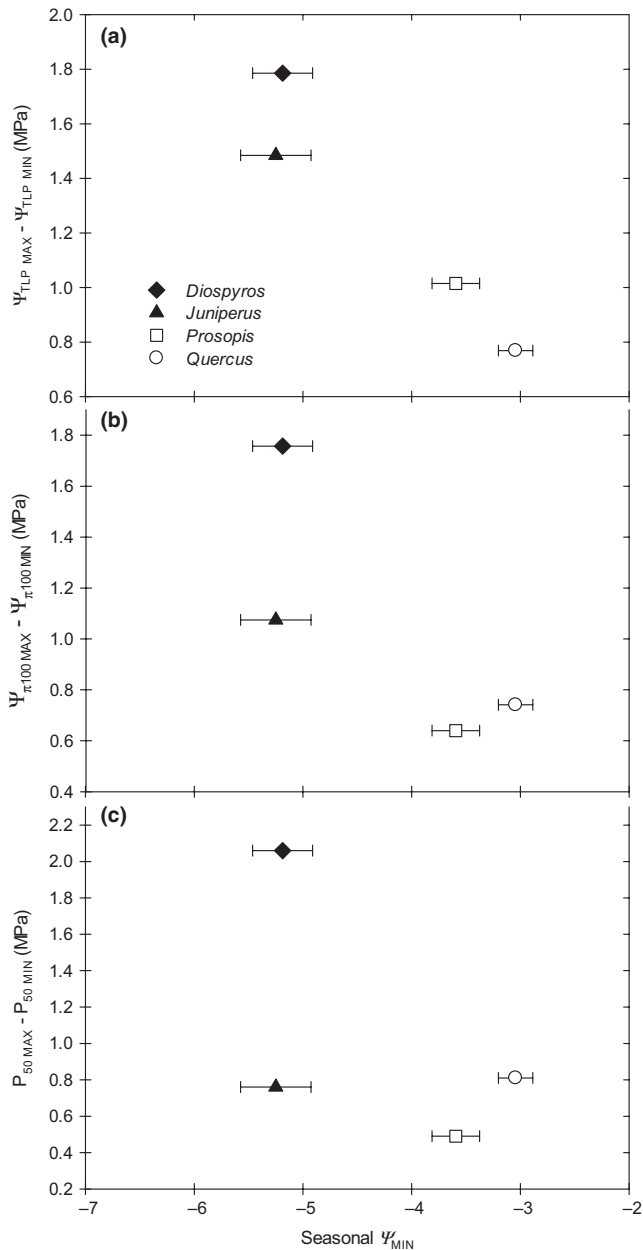 (a)
2.0
1.8
1.6
1.4
1.2
1.0
0.8
0.6
Ψ_TLP MAX - Ψ_TLP MIN (MPa)
Diospyros
Juniperus
Prosopis
Quercus
(b)
1.8
1.6
1.4
1.2
1.0
0.8
0.6
0.4
Ψ_π100 MAX - Ψ_π100 MIN (MPa)
(c)
2.2
2.0
1.8
1.6
1.4
1.2
1.0
0.8
0.6
0.4
0.2
P_50 MAX - P_50 MIN (MPa)
–7 –6 –5 –4 –3 –2
Seasonal Ψ_MIN